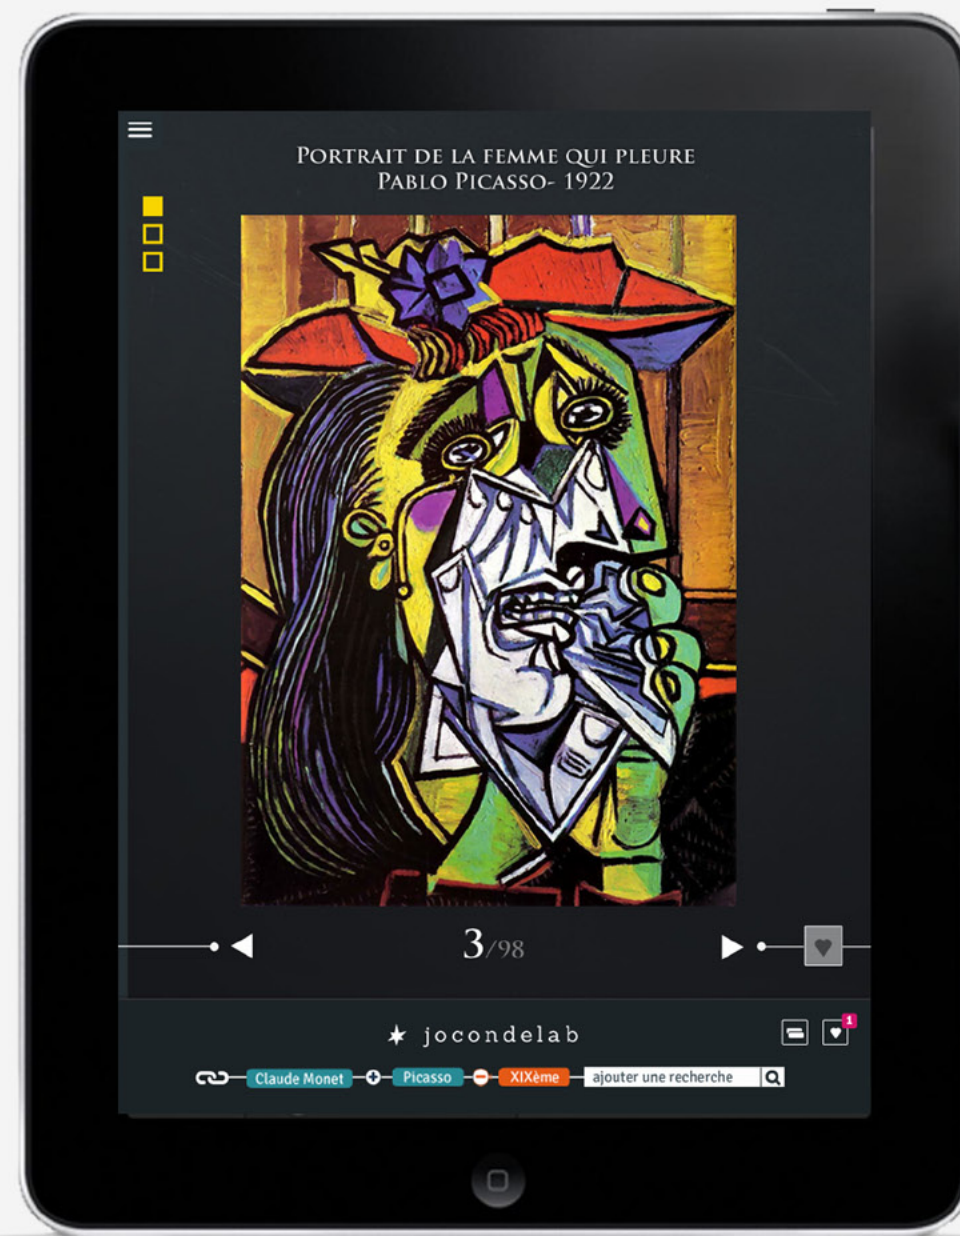 PORTRAIT DE LA FEMME QUI PLEURE
PABLO PICASSO- 1922
3/98
jocondelab
1
Claude Monet + Picasso - XIXème ajouter une recherche